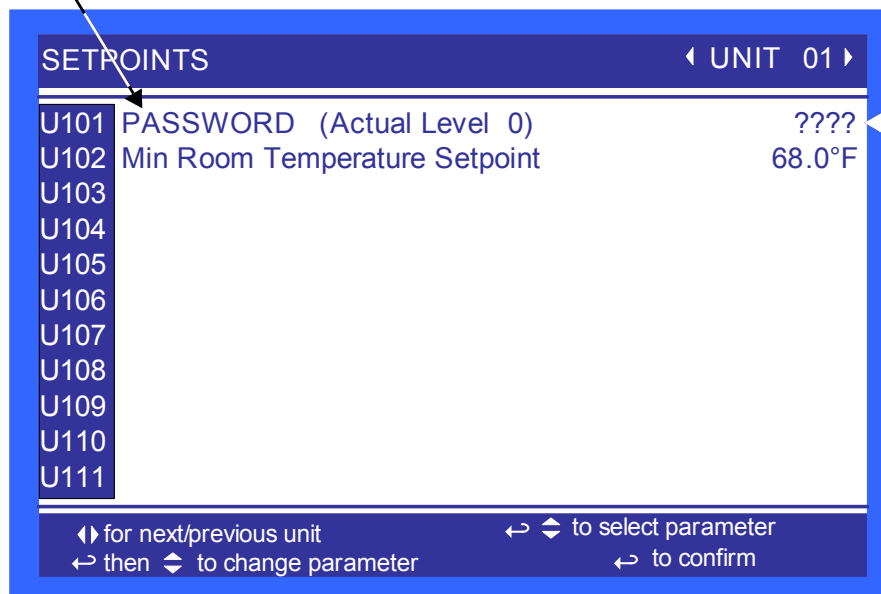 SETPOINTS UNIT 01
U101 PASSWORD (Actual Level 0) ????
U102 Min Room Temperature Setpoint 68.0°F
U103
U104
U105
U106
U107
U108
U109
U110
U111
for next/previous unit ↵ to select parameter
↵ then to change parameter ↵ to confirm